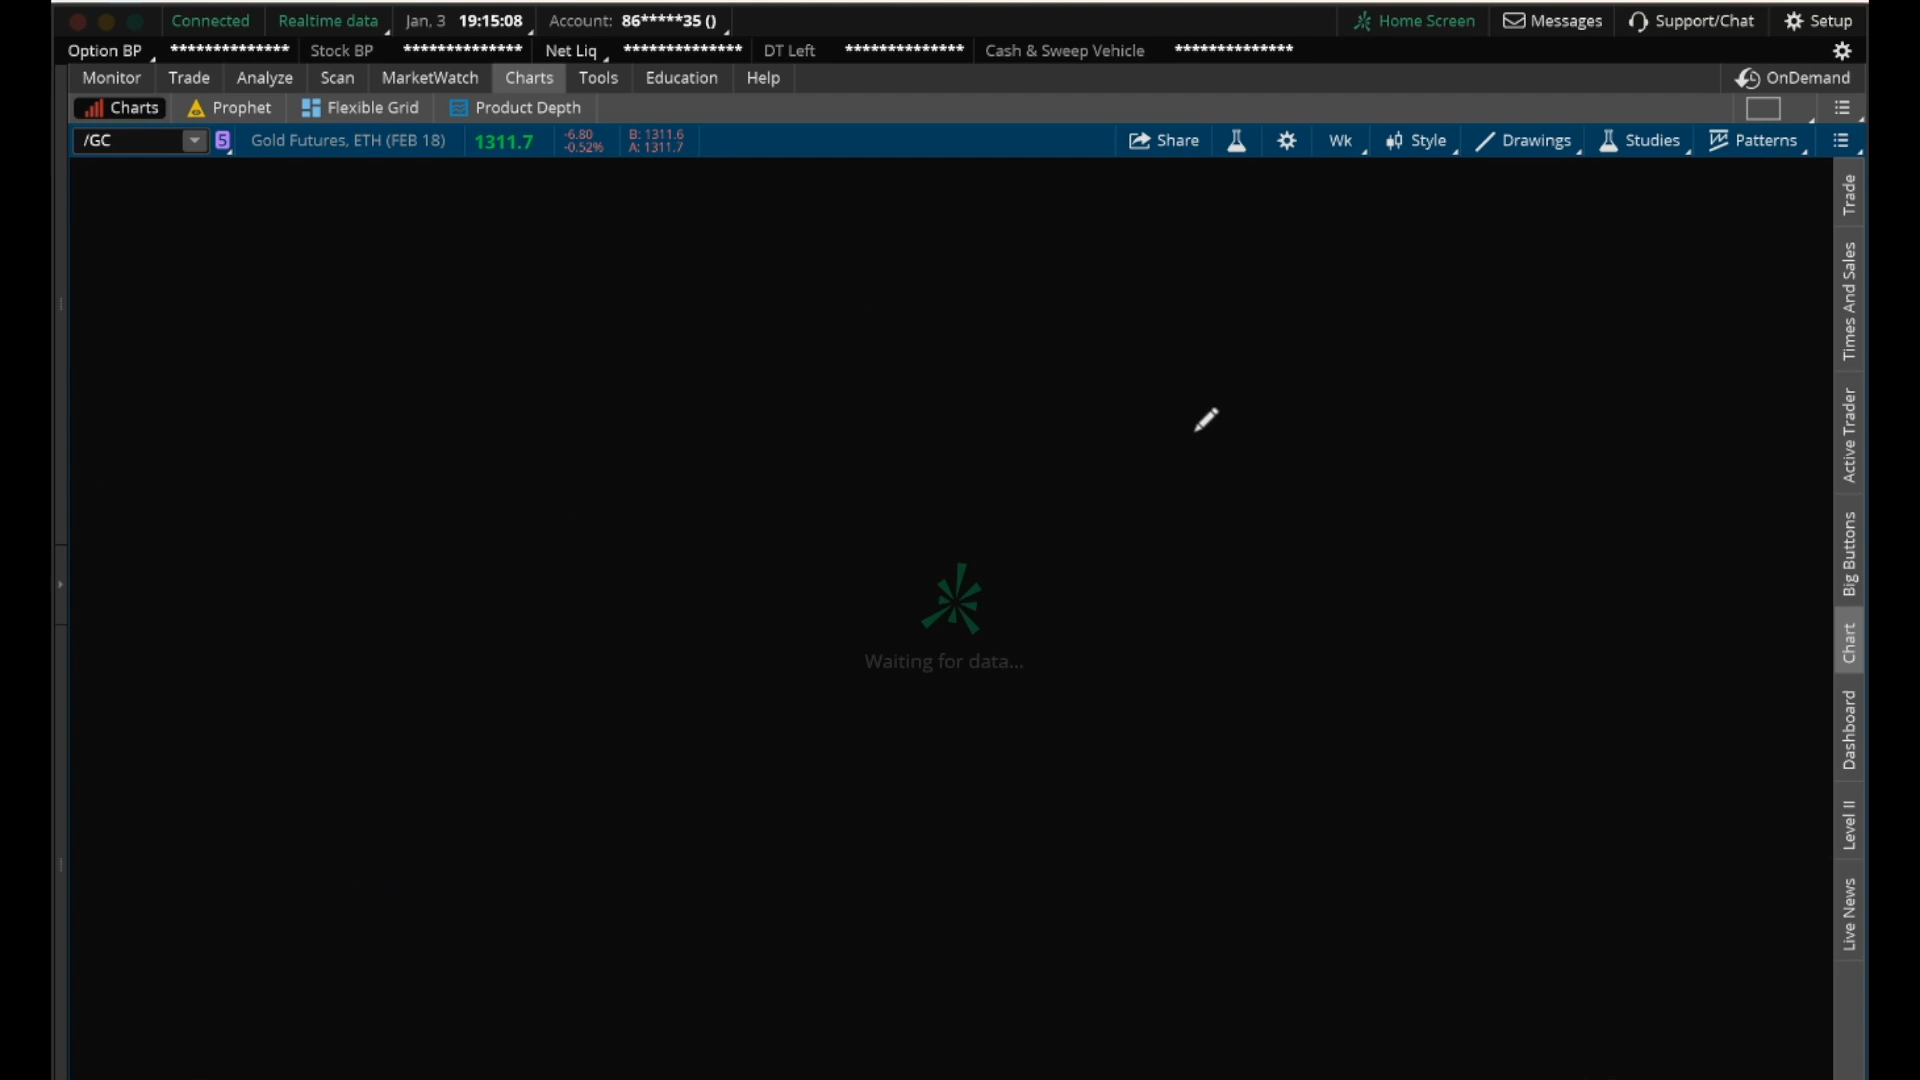 Connected Realtime data Jan, 3 19:15:08 Account: 86*****35 () Home Screen Messages Support/Chat Setup
Option BP ************** Stock BP ************** Net Liq ************** DT Left ************** Cash & Sweep Vehicle **************
Monitor Trade Analyze Scan MarketWatch Charts Tools Education Help OnDemand
Charts Prophet Flexible Grid Product Depth
/GC 5 Gold Futures, ETH (FEB 18) 1311.7 -6.80 B: 1311.6 Share Wk Style Drawings Studies Patterns
-0.52% A: 1311.7
Trade
Times And Sales
Active Trader
Big Buttons
Chart
Waiting for data...
Dashboard
Level II
Live News